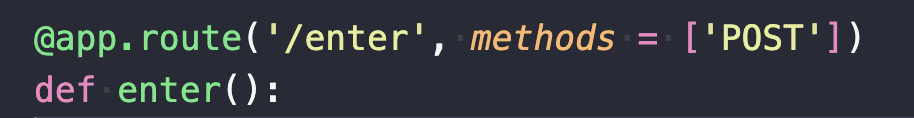 @app.route('/enter', methods = ['POST'])
def enter():